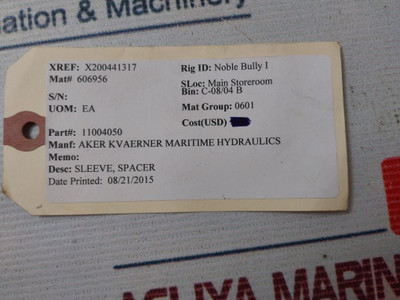 ation & Machinery
XREF: X200441317 Rig ID: Noble Bully I
Mat# 606956 SLoc: Main Storeroom
Bin: C-08/04 B
S/N:
UOM: EA Mat Group: 0601
Cost(USD)
Part#: 11004050
Manf: AKER KVAERNER MARITIME HYDRAULICS
Memo:
Desc: SLEEVE, SPACER
Date Printed: 08/21/2015
AGLIYA MARIN